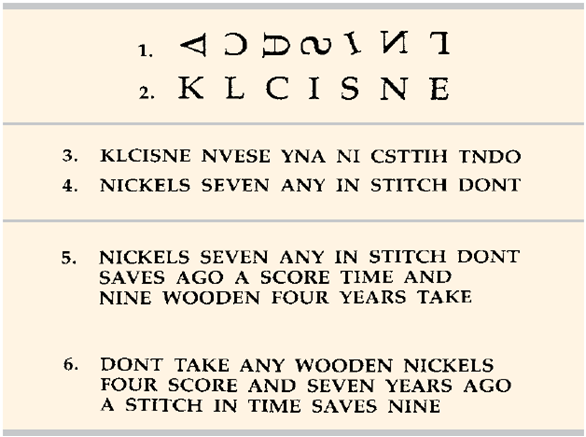 1.
2. K L C I S N E
3. KLCISNE NVESE YNA NI CSTTIH TNDO
4. NICKELS SEVEN ANY IN STITCH DONT
5. NICKELS SEVEN ANY IN STITCH DONT
SAVES AGO A SCORE TIME AND
NINE WOODEN FOUR YEARS TAKE
6. DONT TAKE ANY WOODEN NICKELS
FOUR SCORE AND SEVEN YEARS AGO
A STITCH IN TIME SAVES NINE